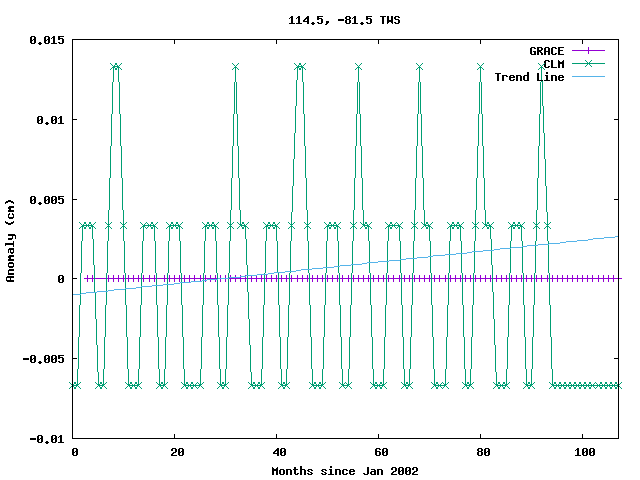 114.5, -81.5 TWS
0.015
0.01
0.005
0
-0.005
-0.01
Anomaly (cm)
GRACE
CLM
Trend Line
0 20 40 60 80 100
Months since Jan 2002